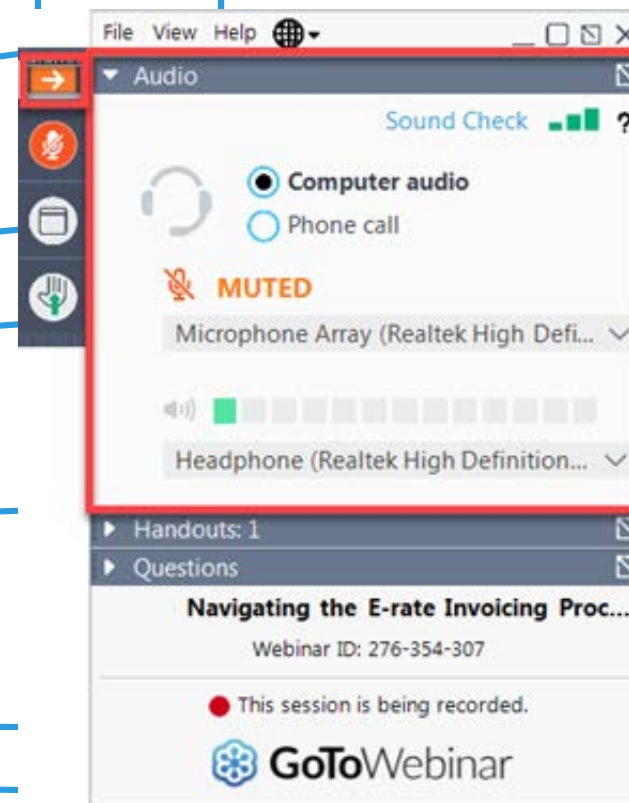 File View Help
Audio
Sound Check ?
Computer audio
Phone call
MUTED
Microphone Array (Realtek High Defi...
Headphone (Realtek High Definition...
Handouts: 1
Questions
Navigating the E-rate Invoicing Proc...
Webinar ID: 276-354-307
This session is being recorded.
GoToWebinar